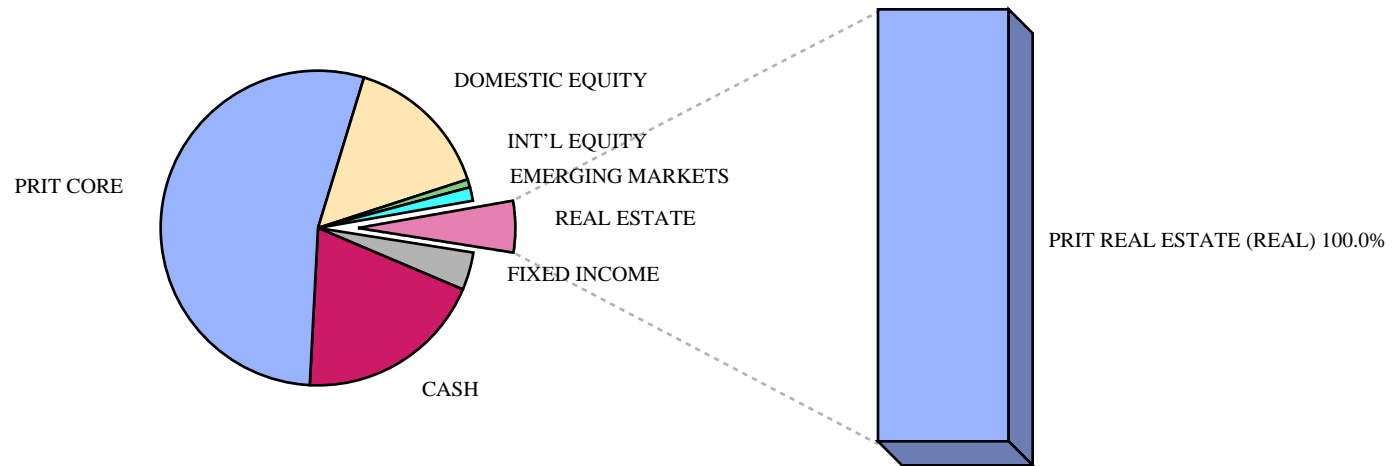 DOMESTIC EQUITY
INT'L EQUITY
EMERGING MARKETS
PRIT CORE
REAL ESTATE
PRIT REAL ESTATE (REAL) 100.0%
FIXED INCOME
CASH